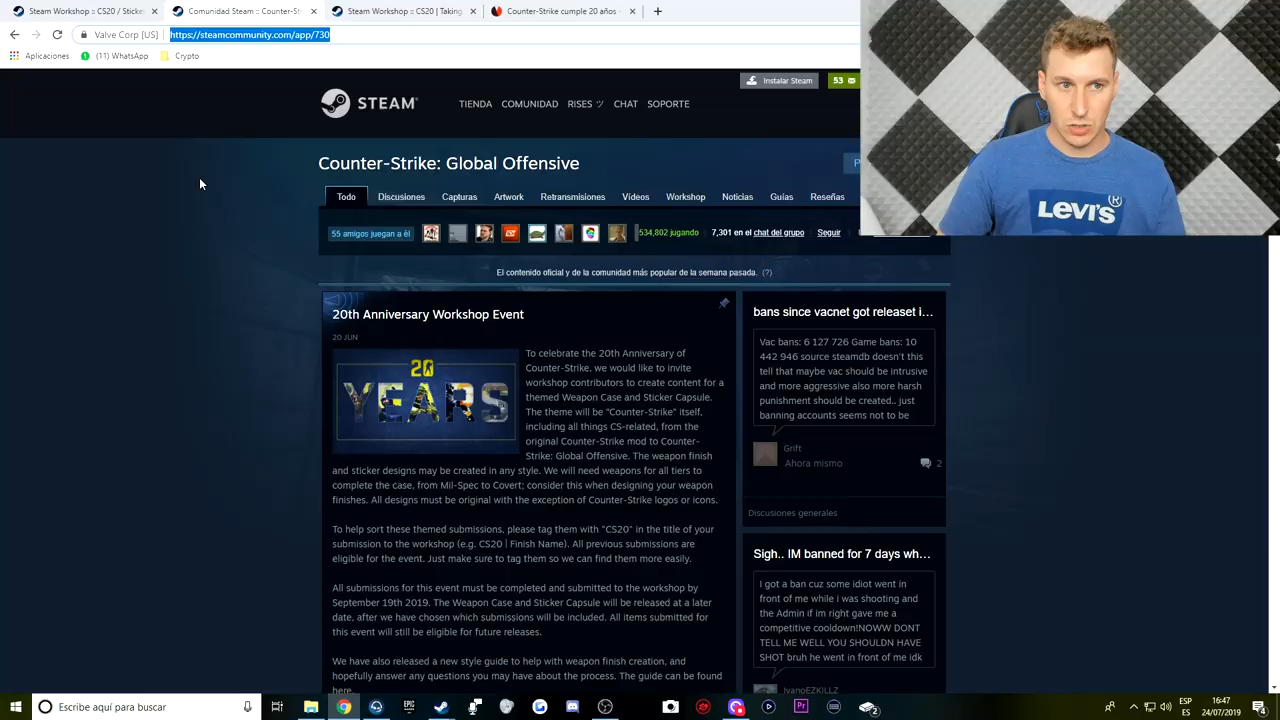 Steam Workshop :: CS20 / Sticker
Comunidad Steam :: Counter-Str
Steam Workshop :: CS20 | Taking
Counter-Strike cumple 20 años -
Valve Corp [US]
https://steamcommunity.com/app/730
Aplicaciones
(11) WhatsApp
Crypto
Instalar Steam
53
STEAM
TIENDA
COMUNIDAD
RISES ツ
CHAT
SOPORTE
Counter-Strike: Global Offensive
P
Todo
Discusiones
Capturas
Artwork
Retransmisiones
Vídeos
Workshop
Noticias
Guías
Reseñas
55 amigos juegan a él
534,802 jugando
7,301 en el chat del grupo
Seguir
El contenido oficial y de la comunidad más popular de la semana pasada. (?)
20th Anniversary Workshop Event
20 JUN
20
YEARS
To celebrate the 20th Anniversary of
Counter-Strike, we would like to invite
workshop contributors to create content for a
themed Weapon Case and Sticker Capsule.
The theme will be "Counter-Strike" itself,
including all things CS-related, from the
original Counter-Strike mod to Counter-
Strike: Global Offensive. The weapon finish
and sticker designs may be created in any style. We will need weapons for all tiers to
complete the case, from Mil-Spec to Covert; consider this when designing your weapon
finishes. All designs must be original with the exception of Counter-Strike logos or icons.
To help sort these themed submissions, please tag them with "CS20" in the title of your
submission to the workshop (e.g. CS20 | Finish Name). All previous submissions are
eligible for the event. Just make sure to tag them so we can find them more easily.
All submissions for this event must be completed and submitted to the workshop by
September 19th 2019. The Weapon Case and Sticker Capsule will be released at a later
date, after we have chosen which submissions will be included. All items submitted for
this event will still be eligible for future releases.
We have also released a new style guide to help with weapon finish creation, and
hopefully answer any questions you may have about the process. The guide can be found
here.
bans since vacnet got releaset i...
Vac bans: 6 127 726 Game bans: 10
442 946 source steamdb doesn't this
tell that maybe vac should be intrusive
and more aggressive also more harsh
punishment should be created.. just
banning accounts seems not to be
Grift
Ahora mismo
2
Discusiones generales
Sigh.. IM banned for 7 days wh...
I got a ban cuz some idiot went in
front of me while i was shooting and
the Admin if im right gave me a
competitive cooldown!NOWW DONT
TELL ME WELL YOU SHOULDN HAVE
SHOT bruh he went in front of me idk
IvanoEZKILLZ
LEVI'S
®
Escribe aquí para buscar
EPIC
Pr
2
ESP
ES
16:47
24/07/2019
4